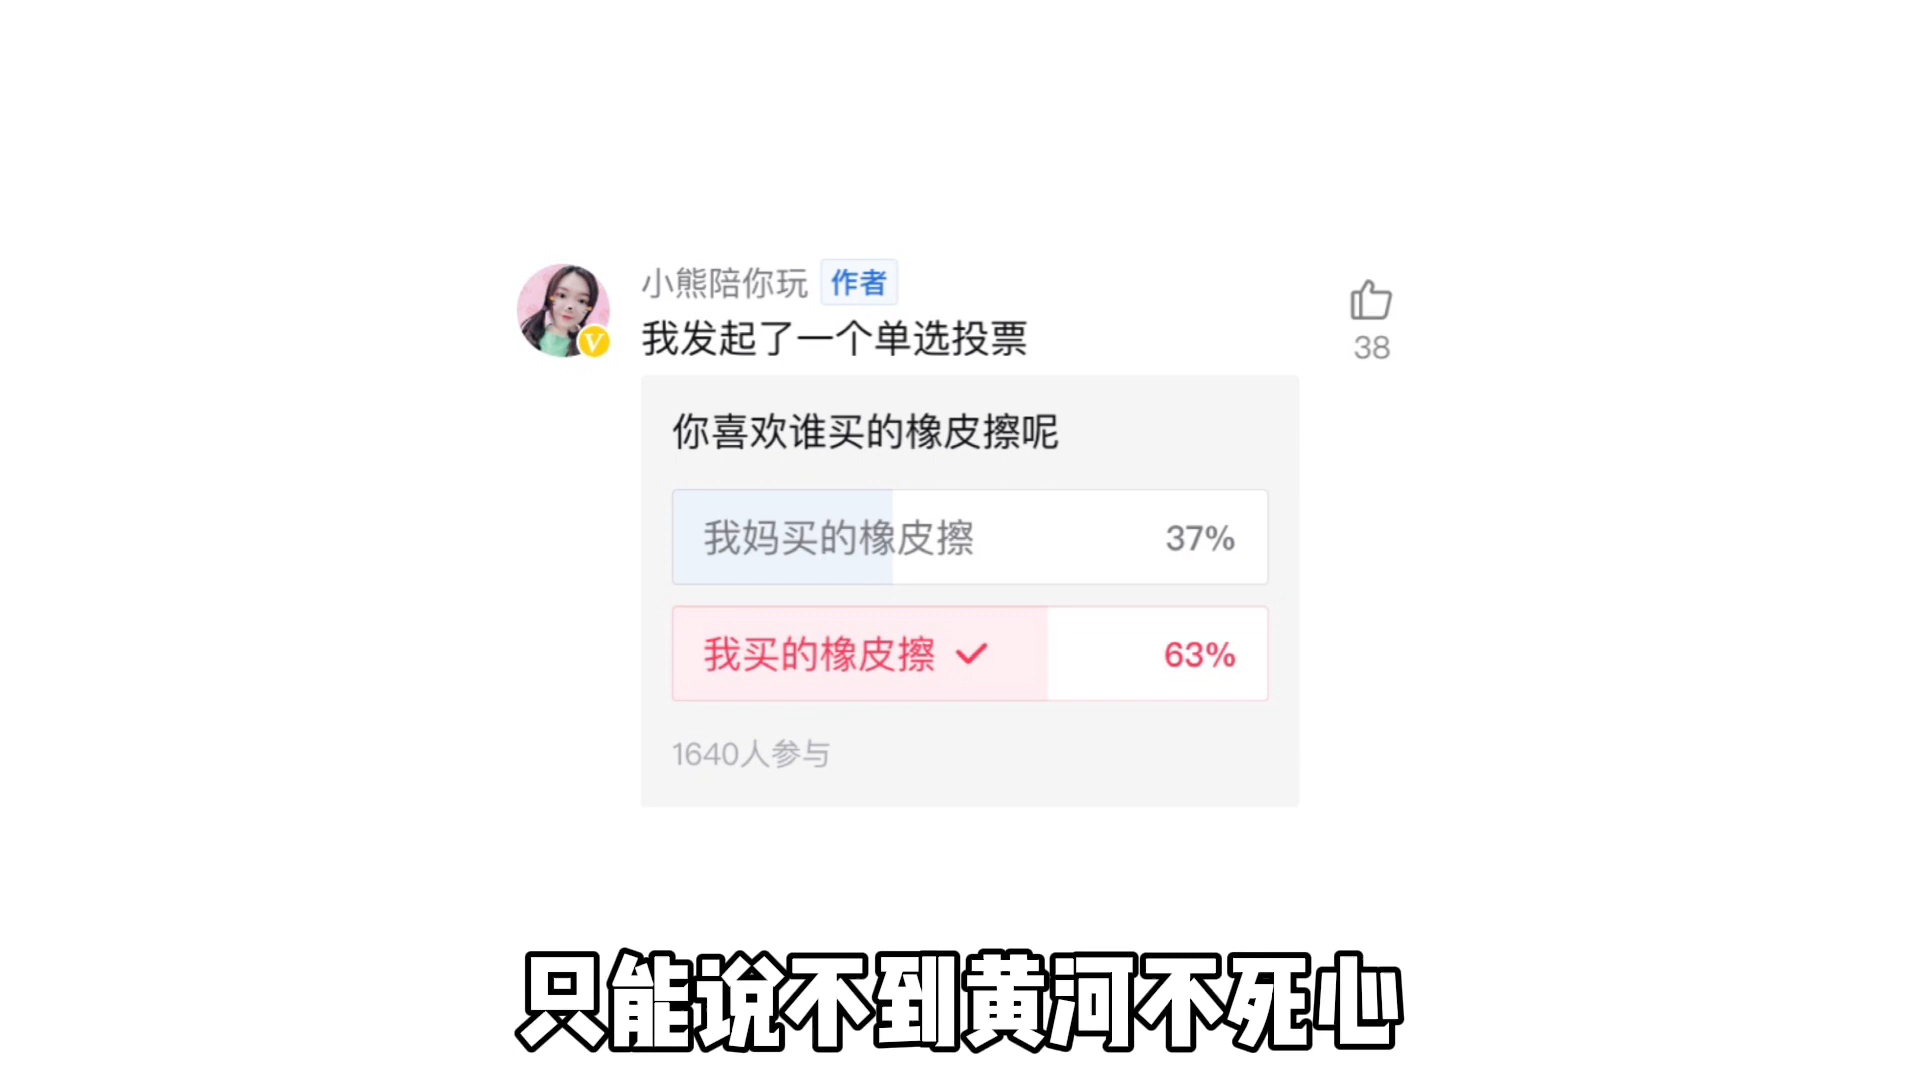 小熊陪你玩 作者
我发起了一个单选投票
38
你喜欢谁买的橡皮擦呢
我妈买的橡皮擦 37%
我买的橡皮擦 63%
1640人参与
只能说不到黄河不死心